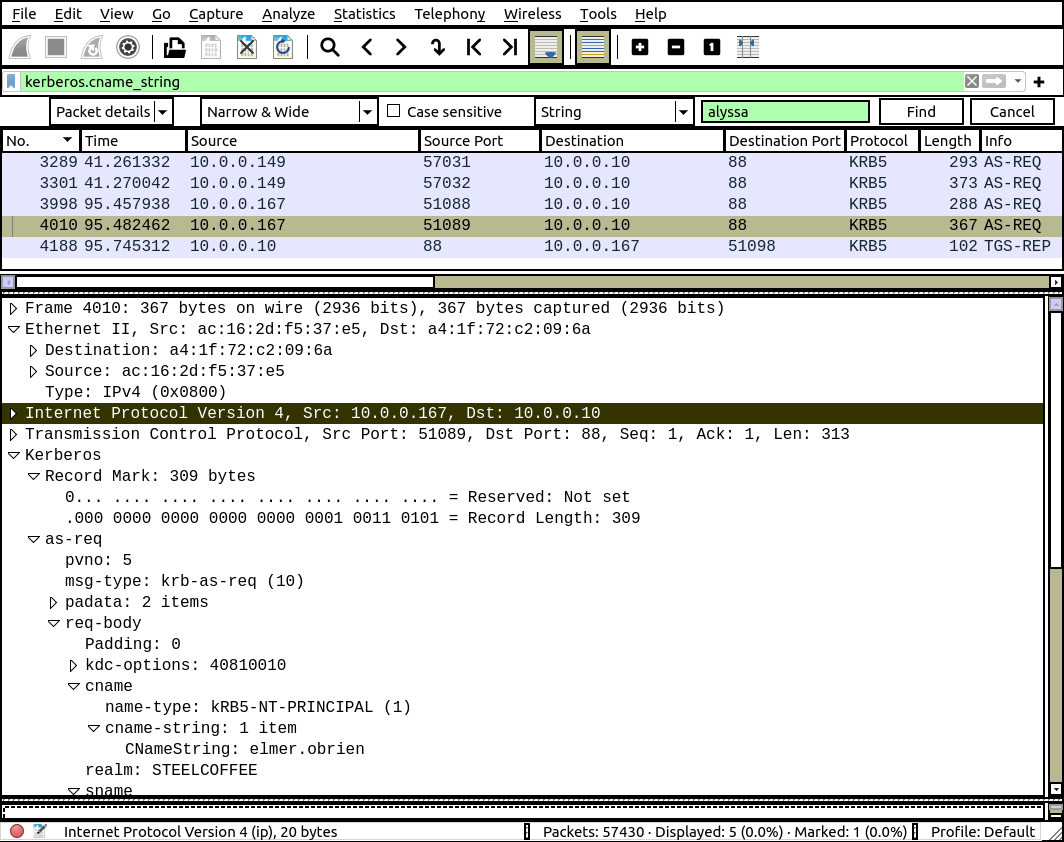 File Edit View Go Capture Analyze Statistics Telephony Wireless Tools Help
kerberos.cname_string
Packet details Narrow & Wide Case sensitive String alyssa Find Cancel
No. Time Source Source Port Destination Destination Port Protocol Length Info
3289 41.261332 10.0.0.149 57031 10.0.0.10 88 KRB5 293 AS-REQ
3301 41.270042 10.0.0.149 57032 10.0.0.10 88 KRB5 373 AS-REQ
3998 95.457938 10.0.0.167 51088 10.0.0.10 88 KRB5 288 AS-REQ
4010 95.482462 10.0.0.167 51089 10.0.0.10 88 KRB5 367 AS-REQ
4188 95.745312 10.0.0.10 88 10.0.0.167 51098 KRB5 102 TGS-REP
Frame 4010: 367 bytes on wire (2936 bits), 367 bytes captured (2936 bits)
Ethernet II, Src: ac:16:2d:f5:37:e5, Dst: a4:1f:72:c2:09:6a
Destination: a4:1f:72:c2:09:6a
Source: ac:16:2d:f5:37:e5
Type: IPv4 (0x0800)
Internet Protocol Version 4, Src: 10.0.0.167, Dst: 10.0.0.10
Transmission Control Protocol, Src Port: 51089, Dst Port: 88, Seq: 1, Ack: 1, Len: 313
Kerberos
Record Mark: 309 bytes
0... .... .... .... .... .... .... .... = Reserved: Not set
.000 0000 0000 0000 0000 0001 0011 0101 = Record Length: 309
as-req
pvno: 5
msg-type: krb-as-req (10)
padata: 2 items
req-body
Padding: 0
kdc-options: 40810010
cname
name-type: kRB5-NT-PRINCIPAL (1)
cname-string: 1 item
CNameString: elmer.obrien
realm: STEELCOFFEE
sname
Internet Protocol Version 4 (ip), 20 bytes Packets: 57430 · Displayed: 5 (0.0%) · Marked: 1 (0.0%) Profile: Default